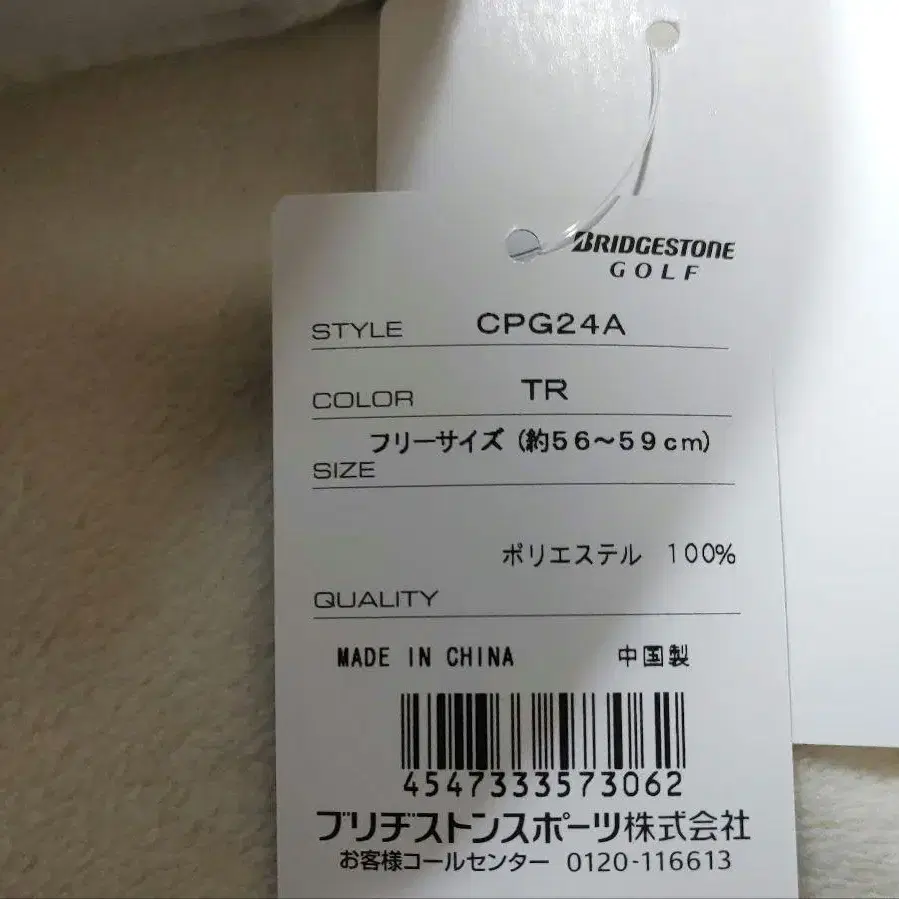 BRIDGESTONE
GOLF
STYLE CPG24A
COLOR TR
フリーサイズ (約56～59cm)
SIZE
ポリエステル 100%
QUALITY
MADE IN CHINA 中国製
4547333573062
ブリヂストンスポーツ株式会社
お客様コールセンター 0120-116613